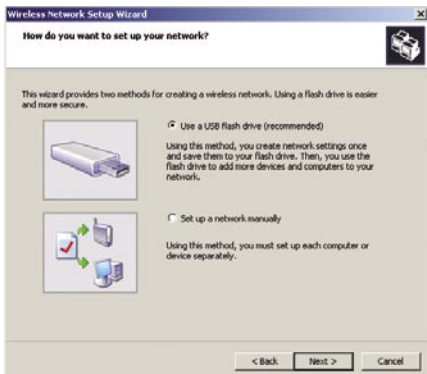 Wireless Network Setup Wizard
How do you want to set up your network?
This wizard provides two methods for creating a wireless network. Using a flash drive is easier
and more secure.
Use a USB flash drive (recommended)
Using this method, you create network settings once
and save them to your flash drive. Then, you use the
flash drive to add more devices and computers to your
network.
Set up a network manually
Using this method, you must set up each computer or
device separately.
< Back Next > Cancel